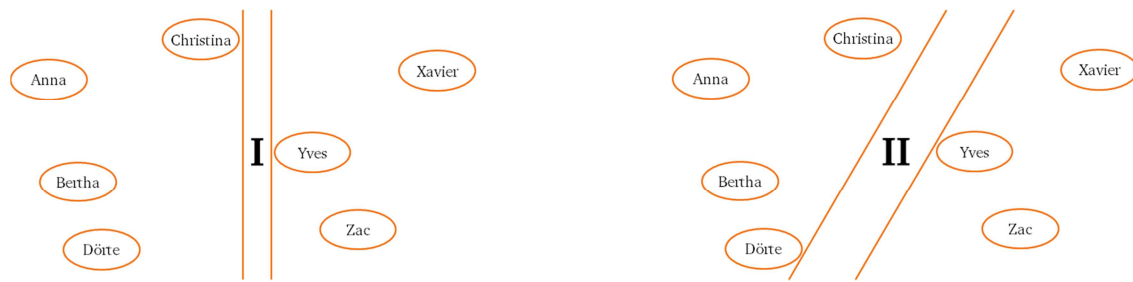 Christina
Anna
Xavier
I
Yves
Bertha
Zac
Dörte
Christina
Anna
Xavier
II
Yves
Bertha
Zac
Dörte